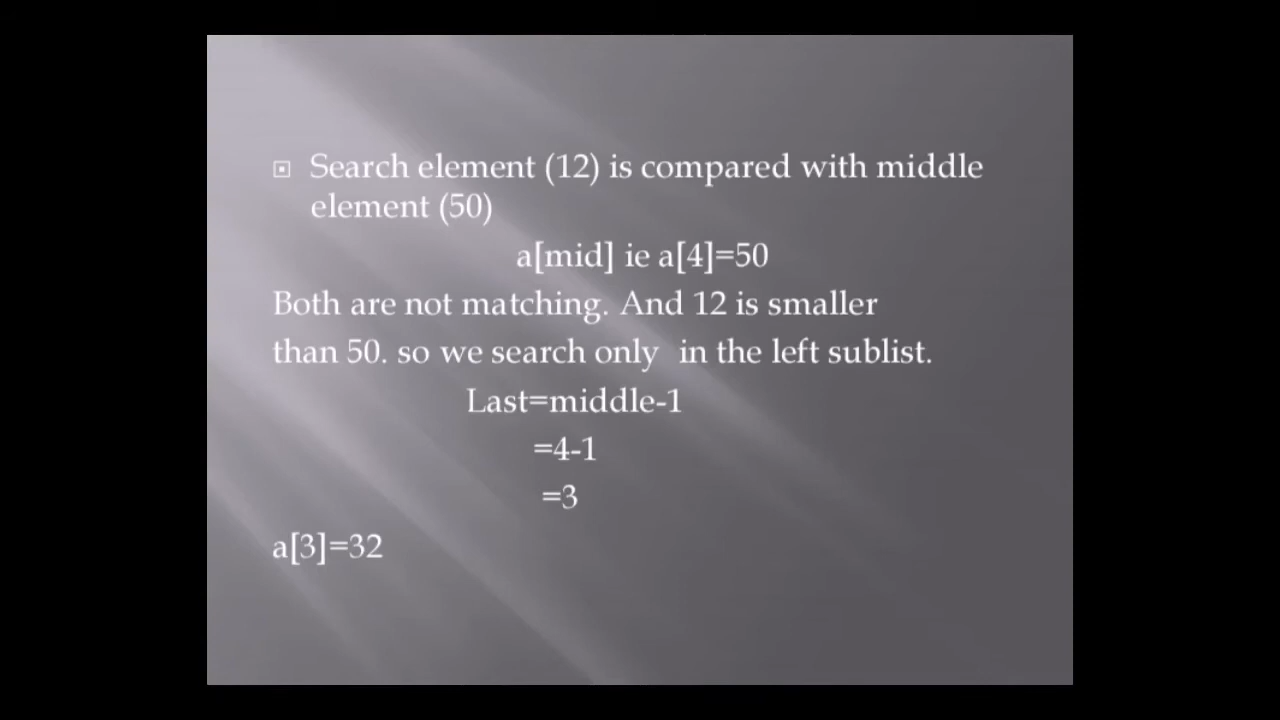 Search element (12) is compared with middle
element (50)
a[mid] ie a[4]=50
Both are not matching. And 12 is smaller
than 50. so we search only in the left sublist.
Last=middle-1
=4-1
=3
a[3]=32